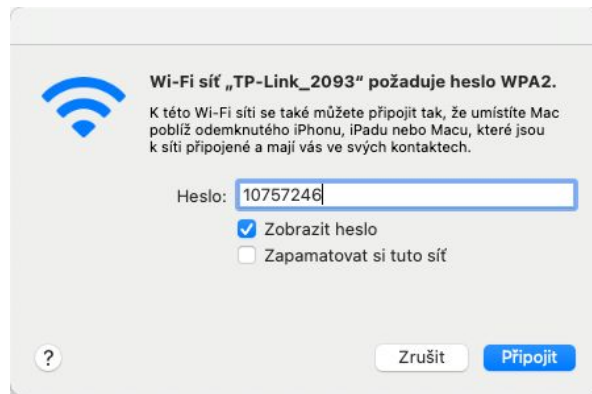 Wi-Fi síť „TP-Link_2093“ požaduje heslo WPA2.
K této Wi-Fi síti se také můžete připojit tak, že umístíte Mac
poblíž odemknutého iPhonu, iPadu nebo Macu, které jsou
k síti připojené a mají vás ve svých kontaktech.
Heslo: 10757246
Zobrazit heslo
Zapamatovat si tuto síť
? Zrušit Připojit